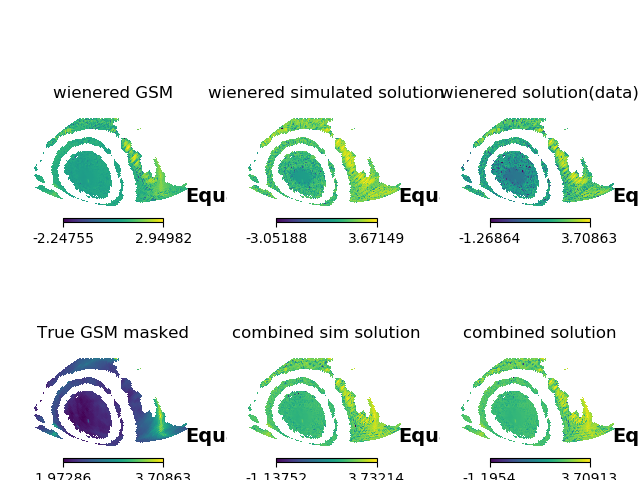 wienered GSM
wienered simulated solution
wienered solution(data)
Equ
Equ
Eq
-2.24755 2.94982
-3.05188 3.67149
-1.26864 3.70863
True GSM masked
combined sim solution
combined solution
Equ
Equ
Eq
1.97286 3.70863
-1.13752 3.73214
-1.1954 3.70913